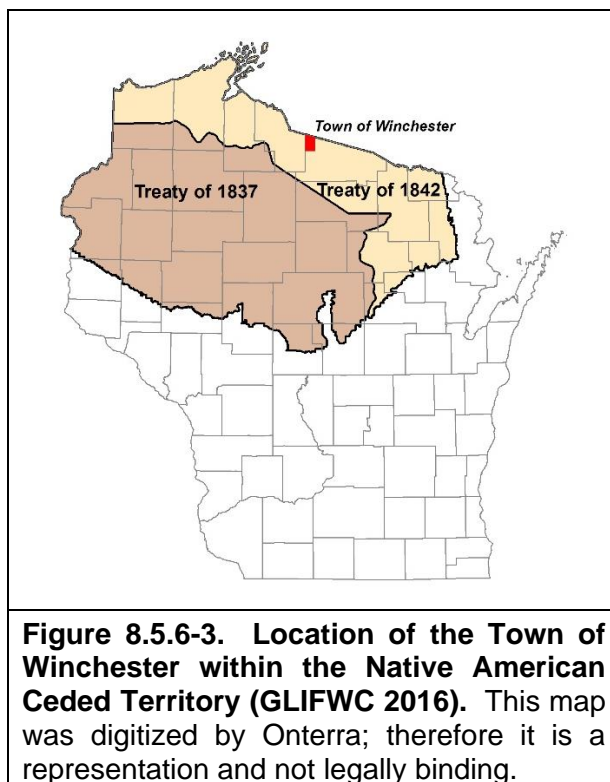 Town of Winchester
Treaty of 1837
Treaty of 1842
Figure 8.5.6-3. Location of the Town of
Winchester within the Native American
Ceded Territory (GLIFWC 2016). This map
was digitized by Onterra; therefore it is a
representation and not legally binding.